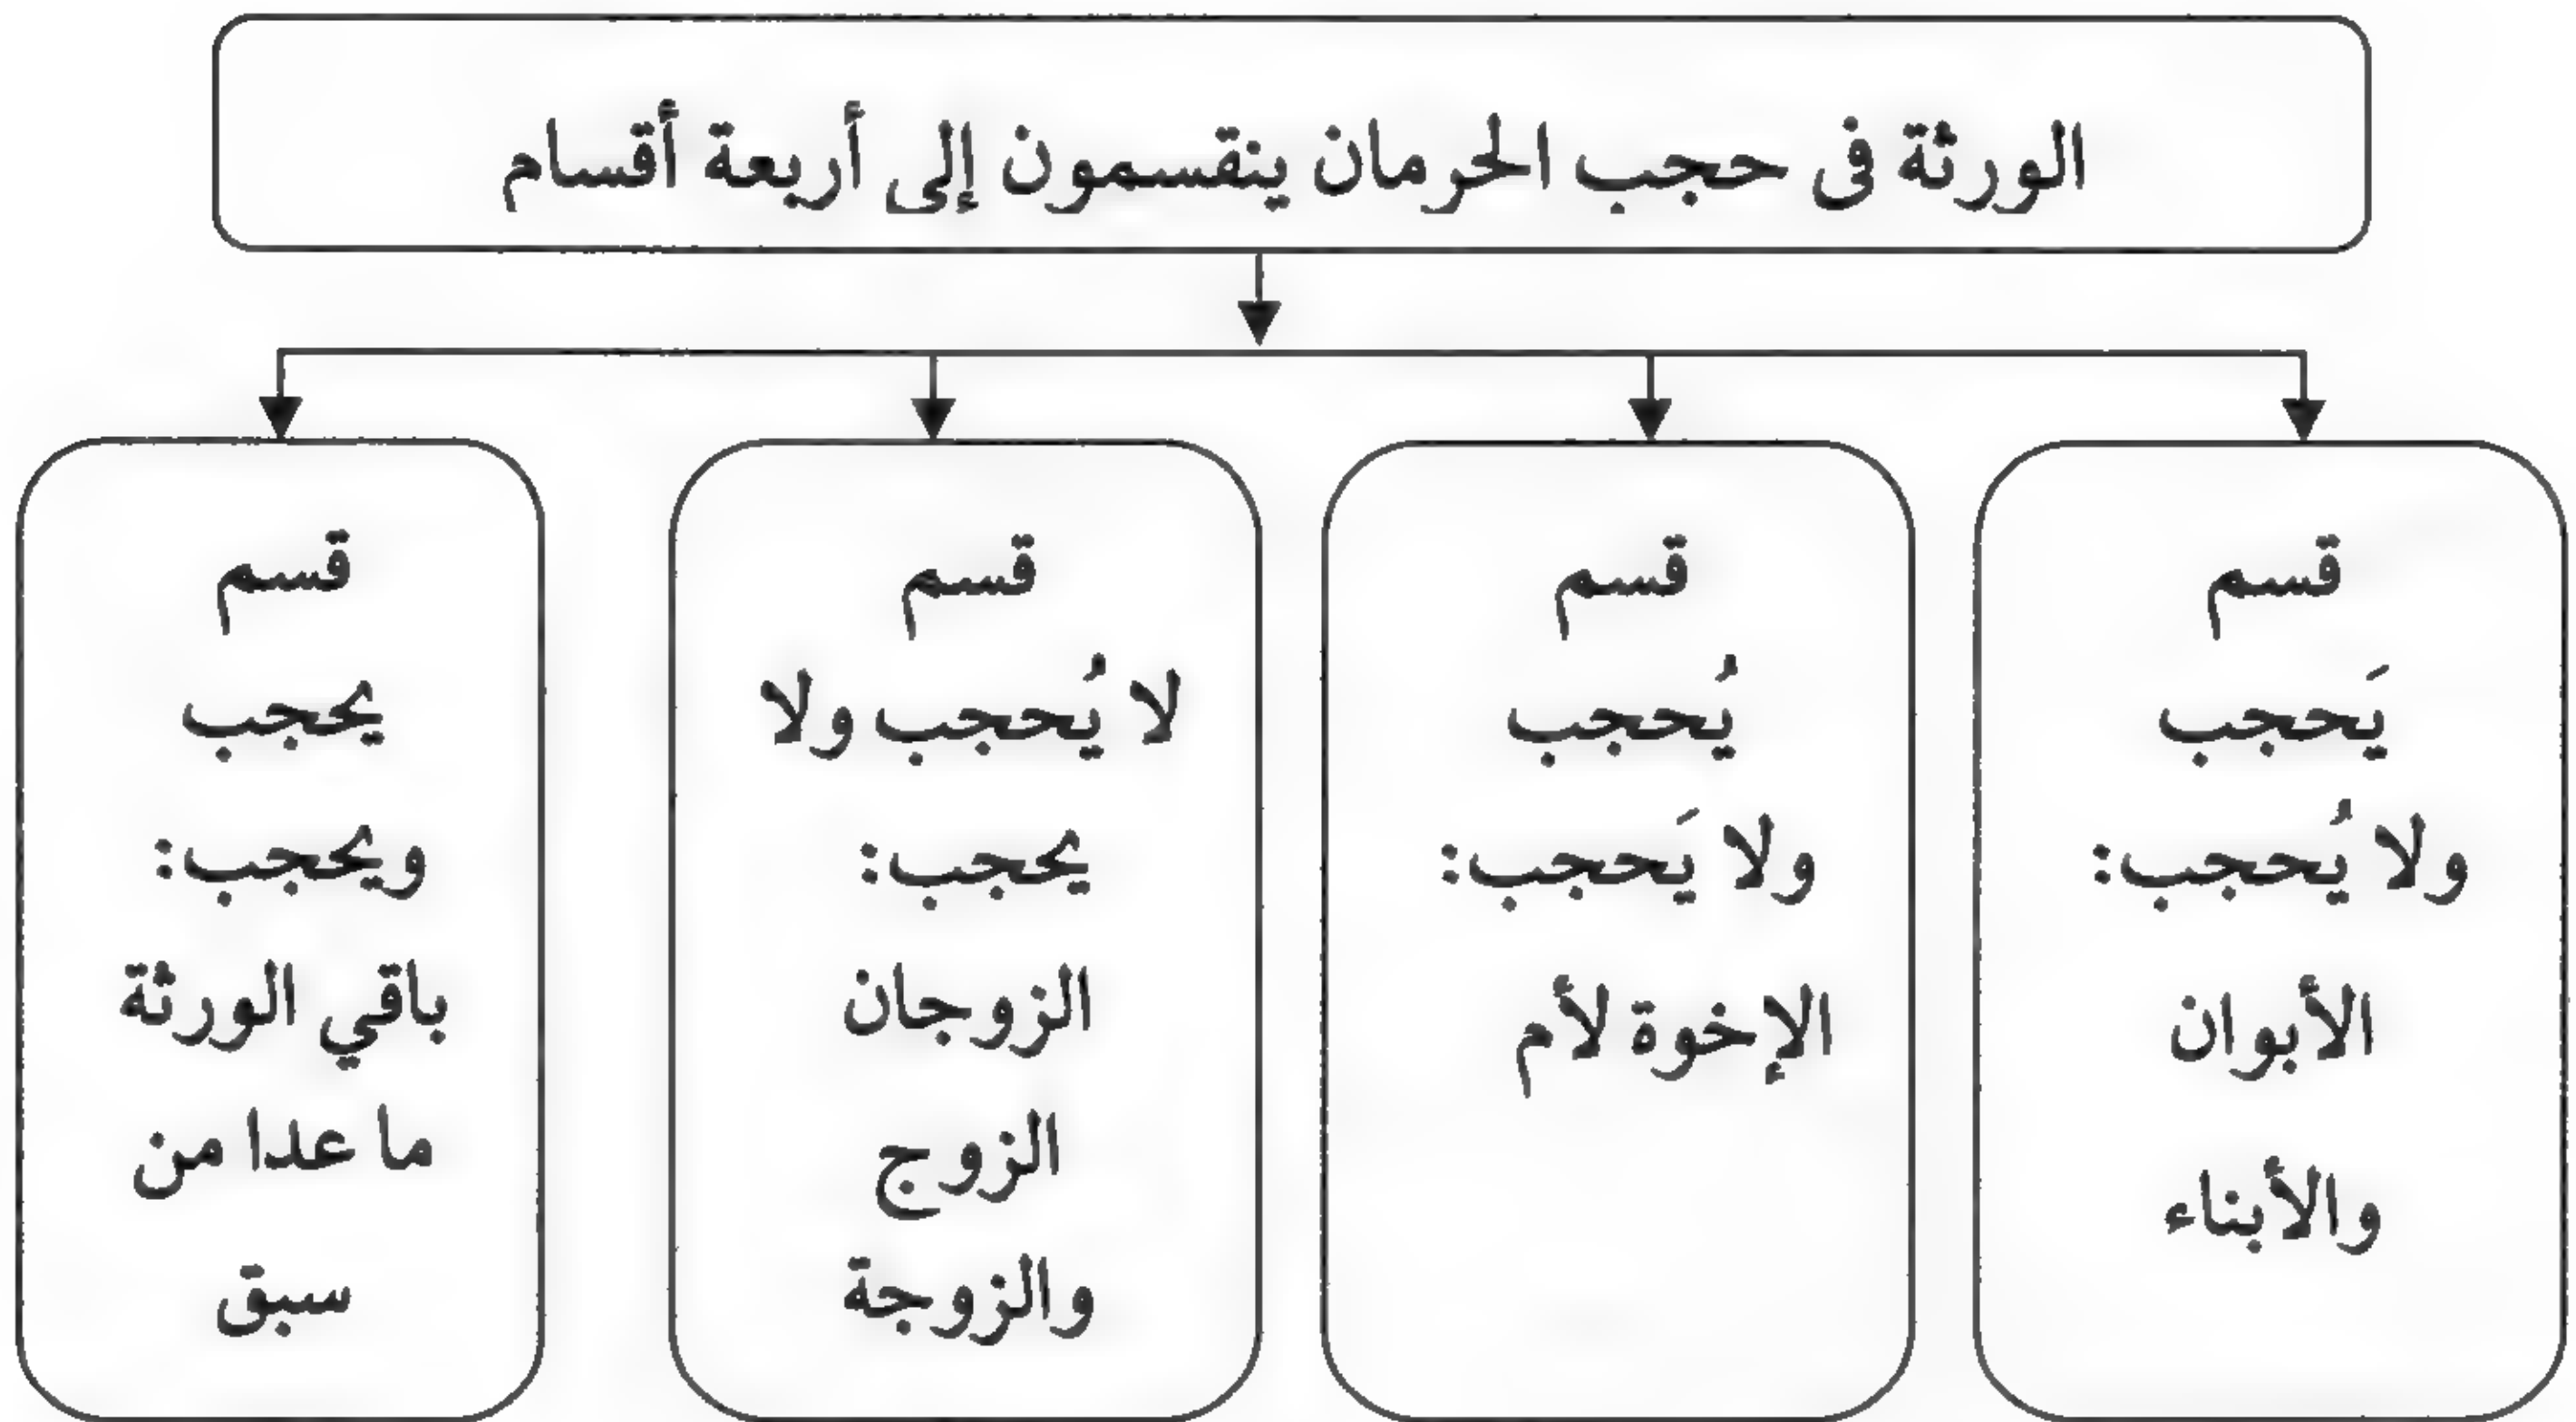 الورثة فى حجب الحرمان ينقسمون إلى أربعة أقسام
قسم
يَحجب
ولا يُحجب:
الأبوان
والأبناء
قسم
يُحجب
ولا يَحجب:
الإخوة لأم
قسم
لا يُحجب ولا
يحجب:
الزوجان
الزوج
والزوجة
قسم
يحجب
ويحجب:
باقي الورثة
ما عدا من
سبق